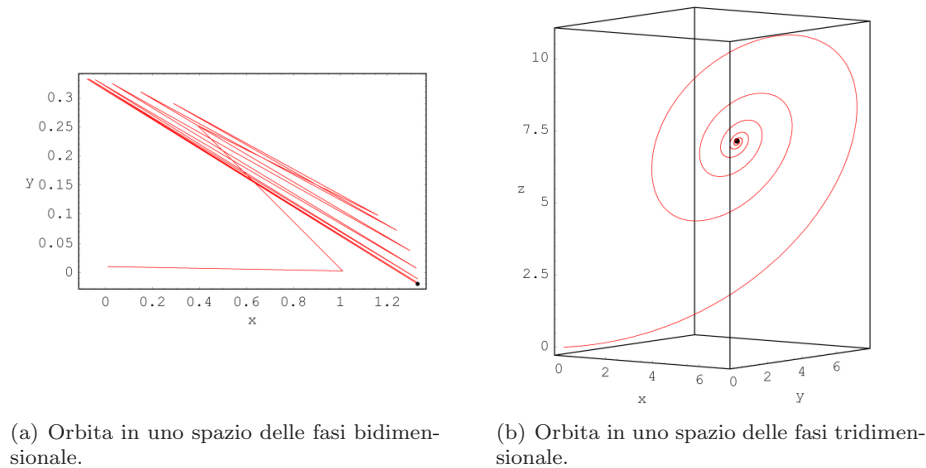 0.3
0.25
0.2
y
0.15
0.1
0.05
0
0 0.2 0.4 0.6 0.8 1 1.2
x
10
7.5
z
5
2.5
0
0 2 4 6
x
0 2 4 6
y
(a) Orbita in uno spazio delle fasi bidimen-
sionale.
(b) Orbita in uno spazio delle fasi tridimen-
sionale.